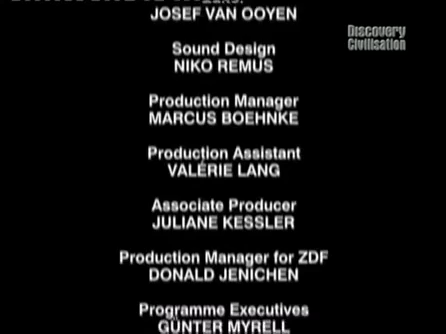 JOSEF VAN OOYEN
Discovery
Civilisation
Sound Design
NIKO REMUS
Production Manager
MARCUS BOEHNKE
Production Assistant
VALÉRIE LANG
Associate Producer
JULIANE KESSLER
Production Manager for ZDF
DONALD JENICHEN
Programme Executives
GÜNTER MYRELL